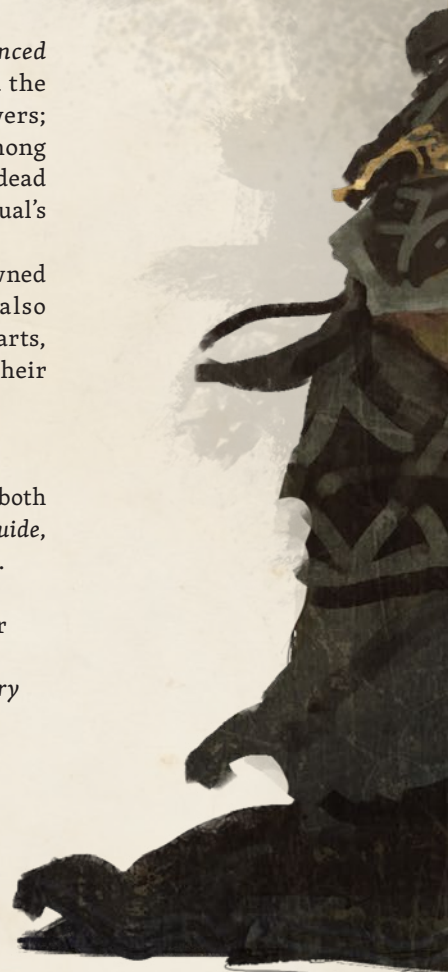 nced
the
vers;
nong
dead
ual's
wned
also
arts,
heir
both
uide,
.
r
ry